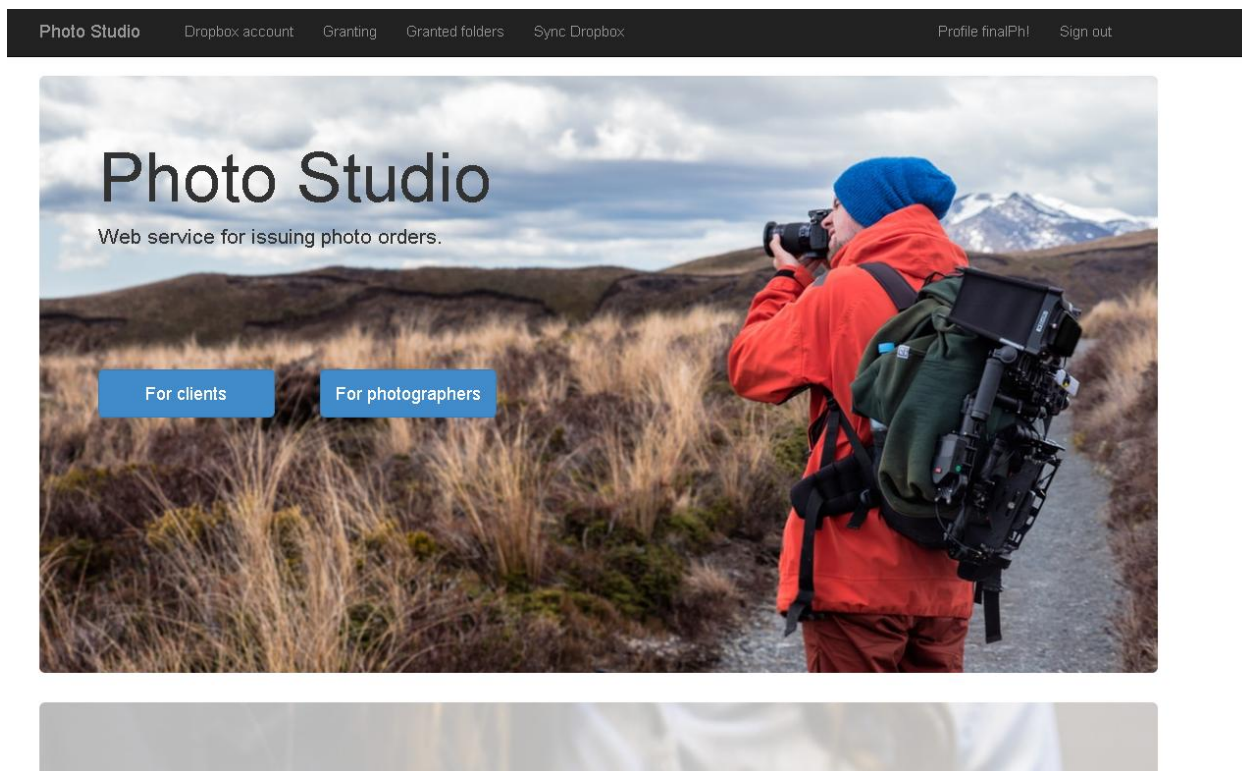 Photo Studio Dropbox account Granting Granted folders Sync Dropbox Profile finalPh! Sign out
Photo Studio
Web service for issuing photo orders.
For clients For photographers